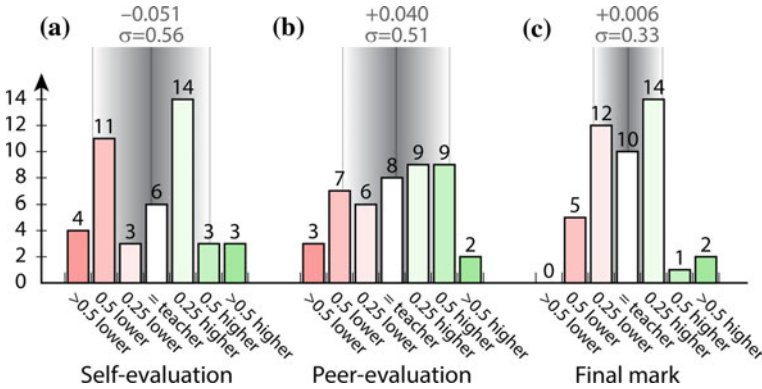 −0.051
σ=0.56
+0.040
σ=0.51
+0.006
σ=0.33
(a)
(b)
(c)
14
12
10
8
6
4
2
0
4
11
3
6
14
3
3
3
7
6
8
9
9
2
0
5
12
10
14
1
2
>0.5 lower
0.5 lower
0.25 lower
= teacher
0.25 higher
0.5 higher
>0.5 higher
>0.5 lower
0.5 lower
0.25 lower
= teacher
0.25 higher
0.5 higher
>0.5 higher
>0.5 lower
0.5 lower
0.25 lower
= teacher
0.25 higher
0.5 higher
>0.5 higher
Self-evaluation
Peer-evaluation
Final mark